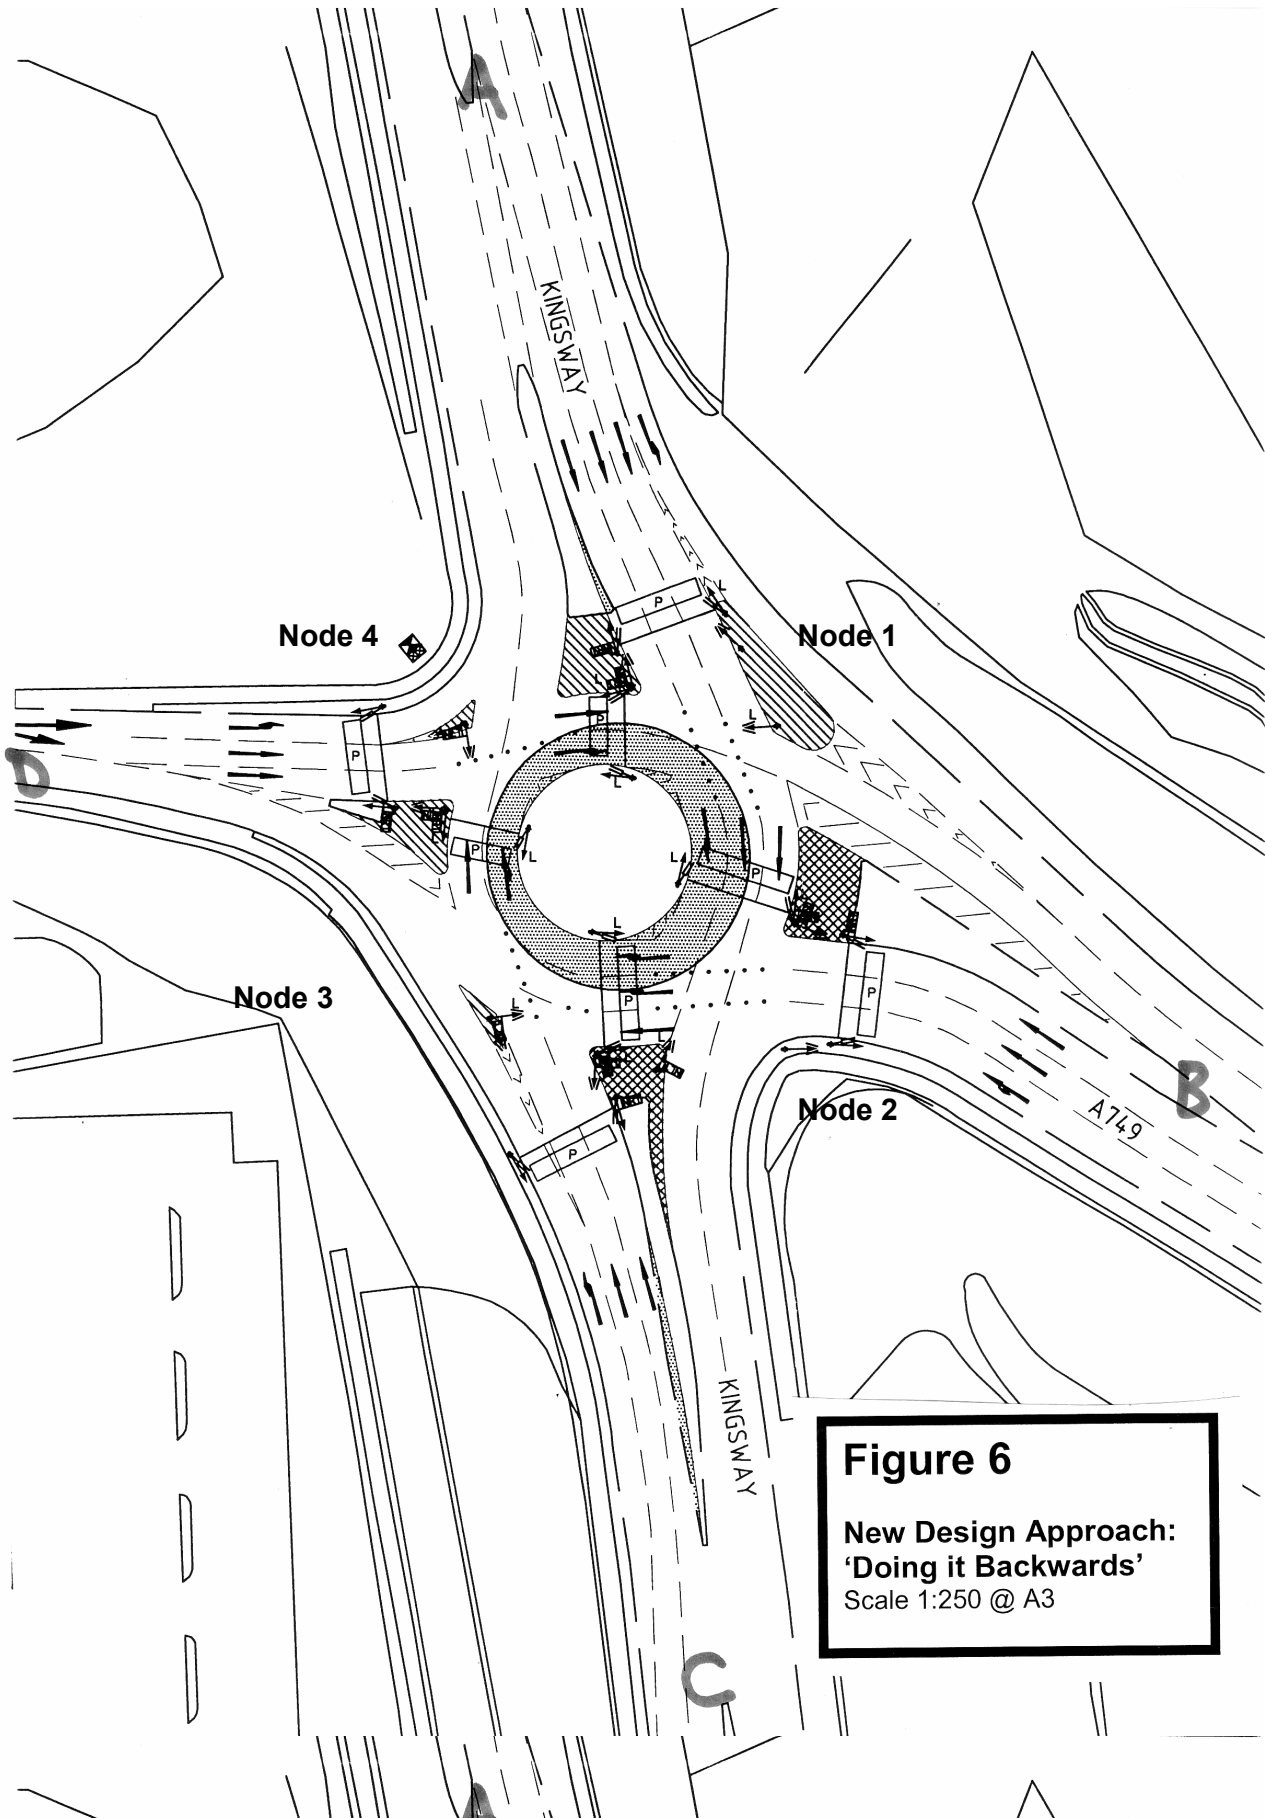 A
KINGSWAY
P
L
Node 4
Node 1
L
L
P
P
D
L
P
L
L
P
L
P
L
Node 3
P
P
L
Node 2
B
A749
P
KINGSWAY
Figure 6
New Design Approach:
‘Doing it Backwards’
Scale 1:250 @ A3
C
A